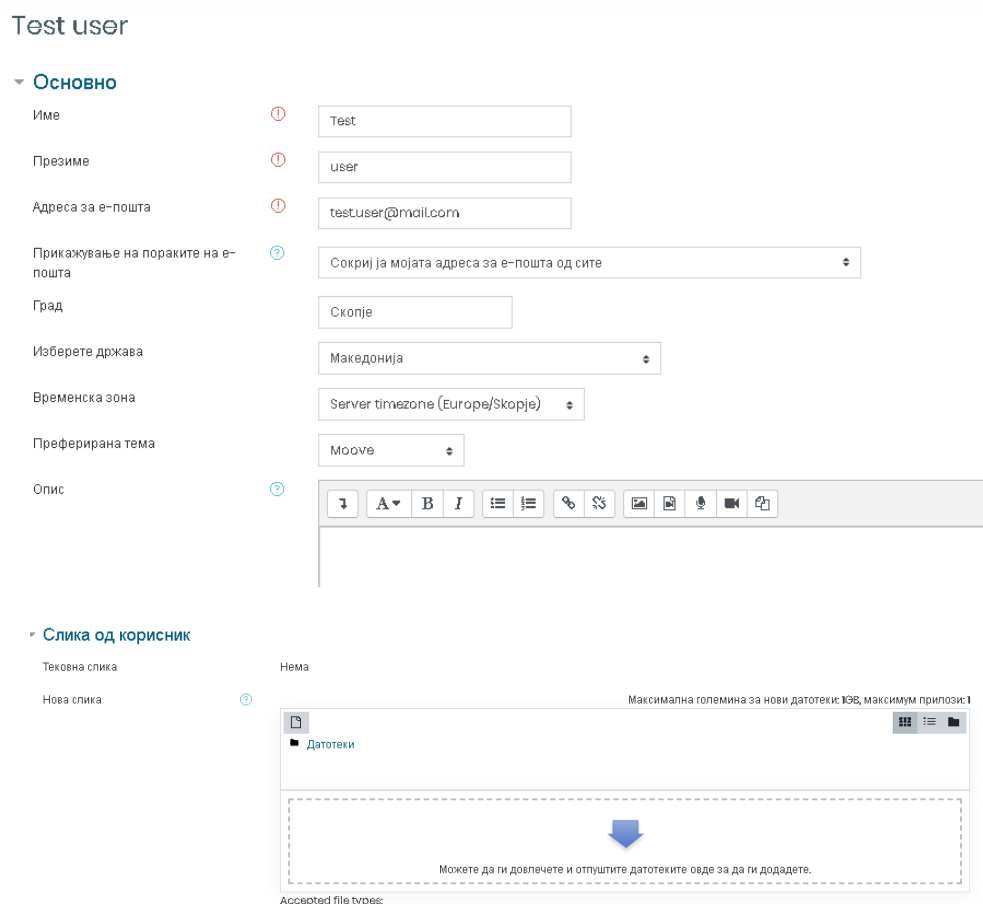 Test user
Основно
Име
Test
Презиме
user
Адреса за е-пошта
test.user@mail.com
Прикажување на пораките на е-
пошта
Сокриј ја мојата адреса за е-пошта од сите
Град
Скопје
Изберете држава
Македонија
Временска зона
Server timezone (Europe/Skopje)
Преферирана тема
Moove
Опис
A B I
Слика од корисник
Тековна слика
Нема
Нова слика
Максимална големина за нови датотеки: 1GB, максимум прилози: 1
Датотеки
Можете да ги довлечете и отпуштите датотеките овде за да ги додадете.
Accepted file types: